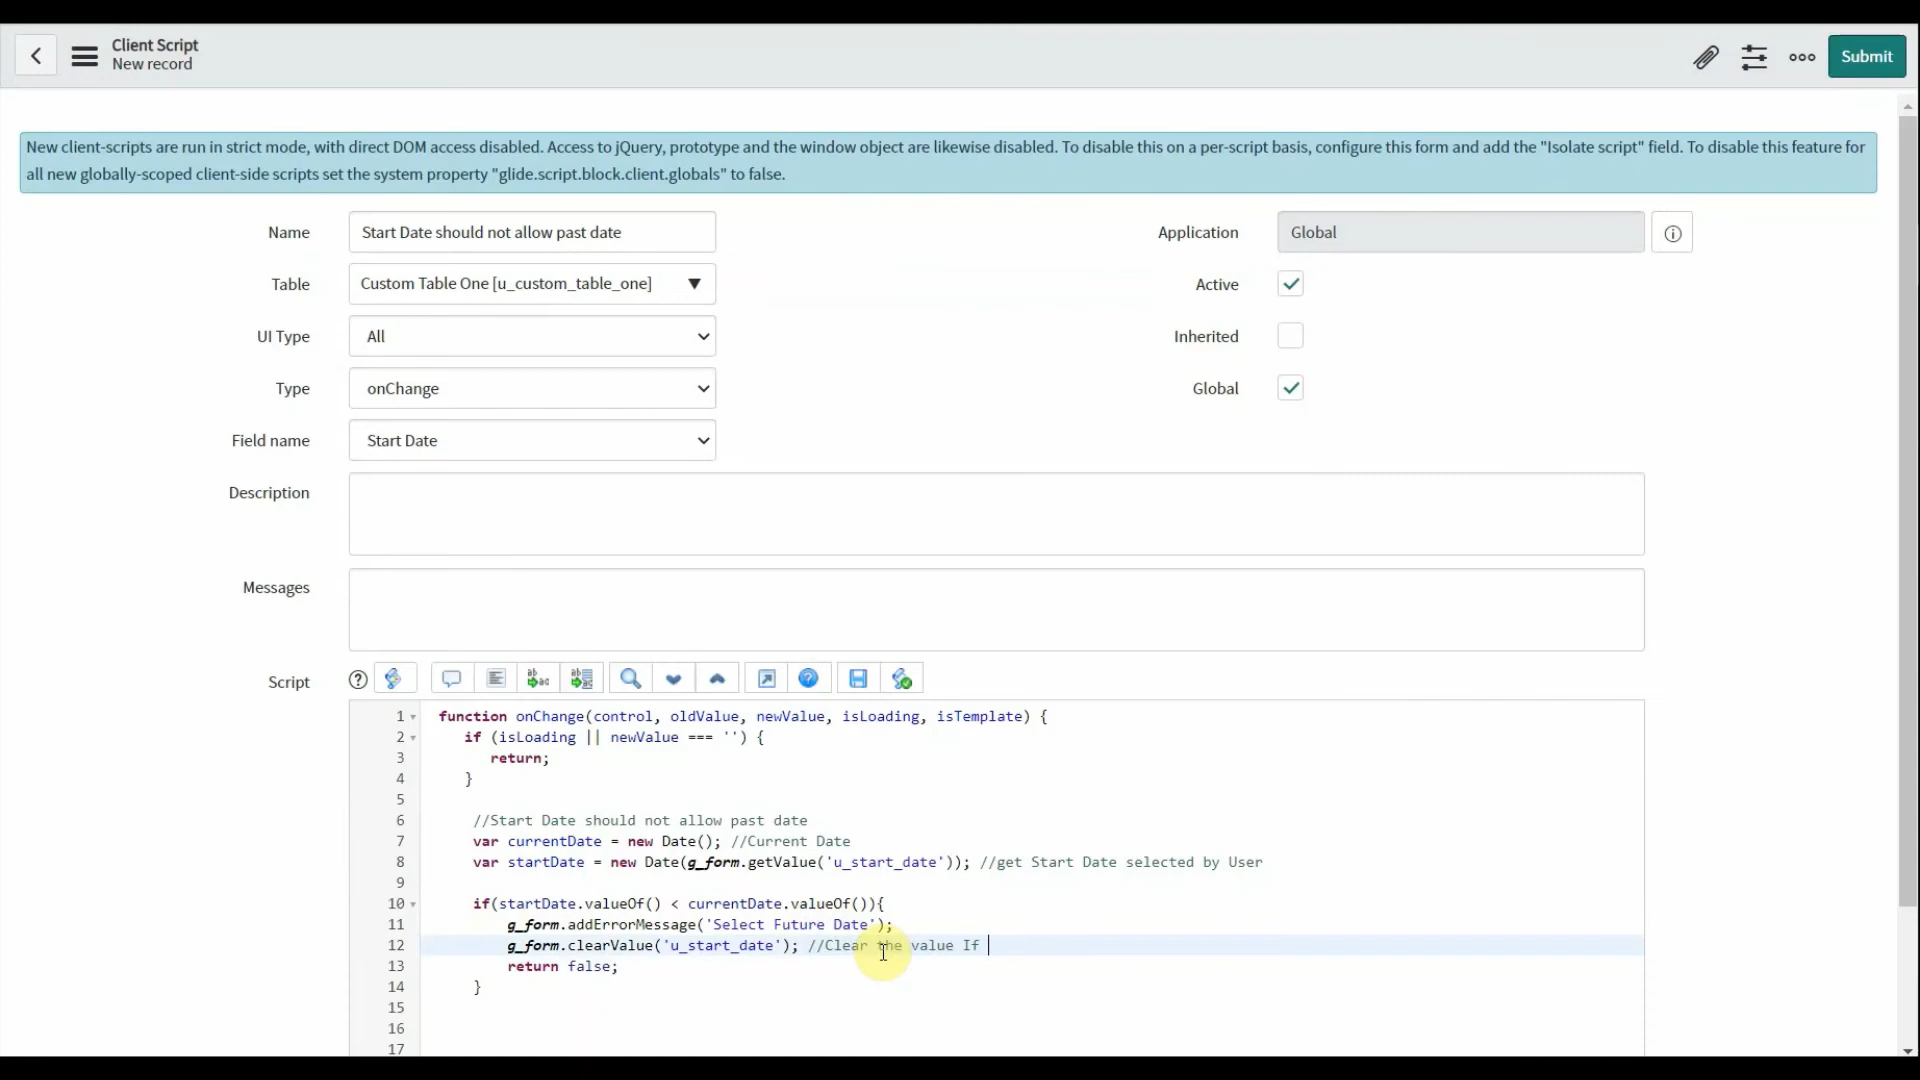 Client Script
New record
Submit
New client-scripts are run in strict mode, with direct DOM access disabled. Access to jQuery, prototype and the window object are likewise disabled. To disable this on a per-script basis, configure this form and add the "Isolate script" field. To disable this feature for
all new globally-scoped client-side scripts set the system property "glide.script.block.client.globals" to false.
Name Start Date should not allow past date Application Global
Table Custom Table One [u_custom_table_one] Active
UI Type All Inherited
Type onChange Global
Field name Start Date
Description
Messages
Script
1 function onChange(control, oldValue, newValue, isLoading, isTemplate) {
2 if (isLoading || newValue === '') {
3 return;
4 }
5
6 //Start Date should not allow past date
7 var currentDate = new Date(); //Current Date
8 var startDate = new Date(g_form.getValue('u_start_date')); //get Start Date selected by User
9
10 if(startDate.valueOf() < currentDate.valueOf()){
11 g_form.addErrorMessage('Select Future Date');
12 g_form.clearValue('u_start_date'); //Clear the value If
13 return false;
14 }
15
16
17